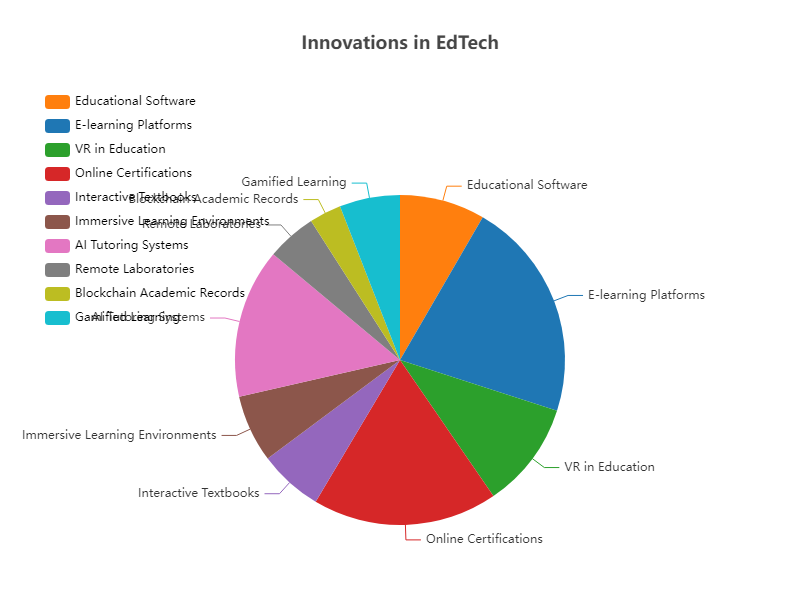 Innovations in EdTech
Educational Software
E-learning Platforms
VR in Education
Online Certifications
Interactive Textbooks
Immersive Learning Environments
AI Tutoring Systems
Remote Laboratories
Blockchain Academic Records
Gamified Learning
Gamified Learning
Educational Software
Blockchain Academic Records
Remote Laboratories
E-learning Platforms
AI Tutoring Systems
Immersive Learning Environments
VR in Education
Interactive Textbooks
Online Certifications